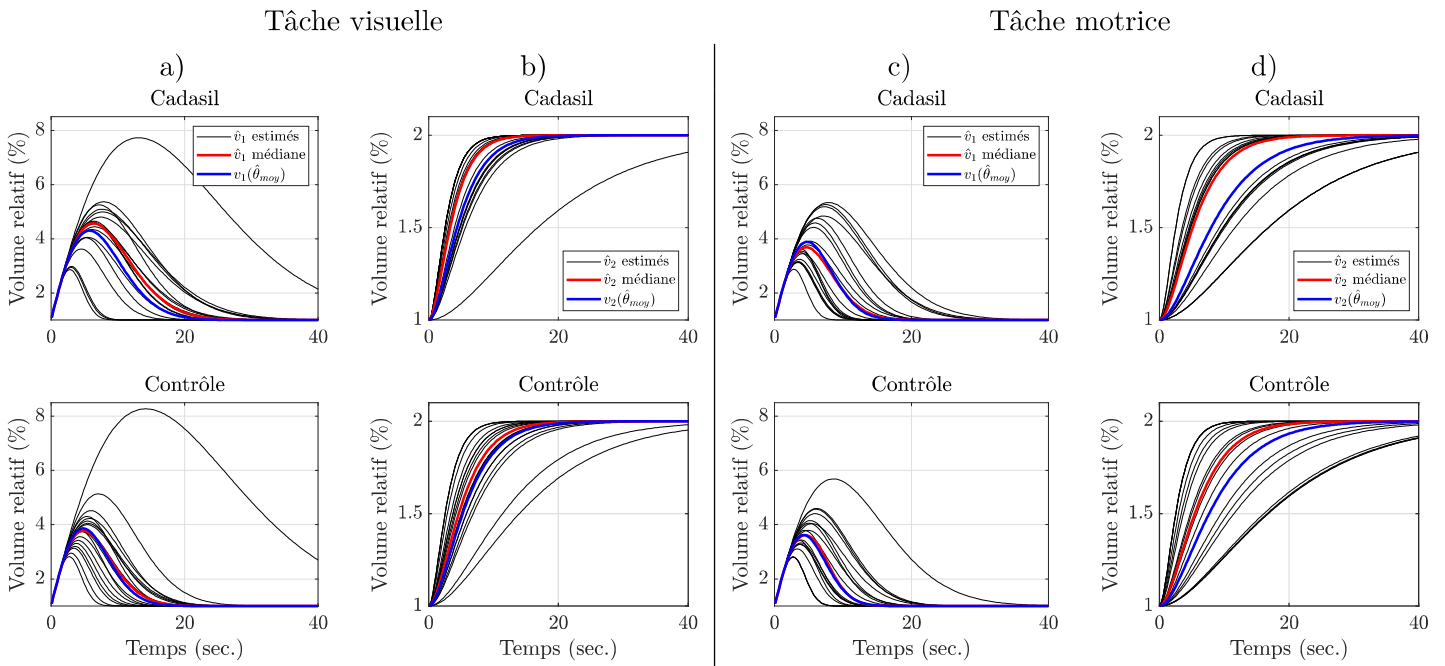 Tâche visuelle
Tâche motrice
a)
b)
c)
d)
Cadasil
Volume relatif (%)
8
6
4
2
0
20
40
v̂₁ estimés
v̂₁ médiane
v₁(θ̂ₘₒᵧ)
Cadasil
Volume relatif (%)
2
1.5
1
0
20
40
v̂₂ estimés
v̂₂ médiane
v₂(θ̂ₘₒᵧ)
Cadasil
Volume relatif (%)
8
6
4
2
0
20
40
v̂₁ estimés
v̂₁ médiane
v₁(θ̂ₘₒᵧ)
Cadasil
Volume relatif (%)
2
1.5
1
0
20
40
v̂₂ estimés
v̂₂ médiane
v₂(θ̂ₘₒᵧ)
Contrôle
Volume relatif (%)
8
6
4
2
0
20
40
Temps (sec.)
Contrôle
Volume relatif (%)
2
1.5
1
0
20
40
Temps (sec.)
Contrôle
Volume relatif (%)
8
6
4
2
0
20
40
Temps (sec.)
Contrôle
Volume relatif (%)
2
1.5
1
0
20
40
Temps (sec.)